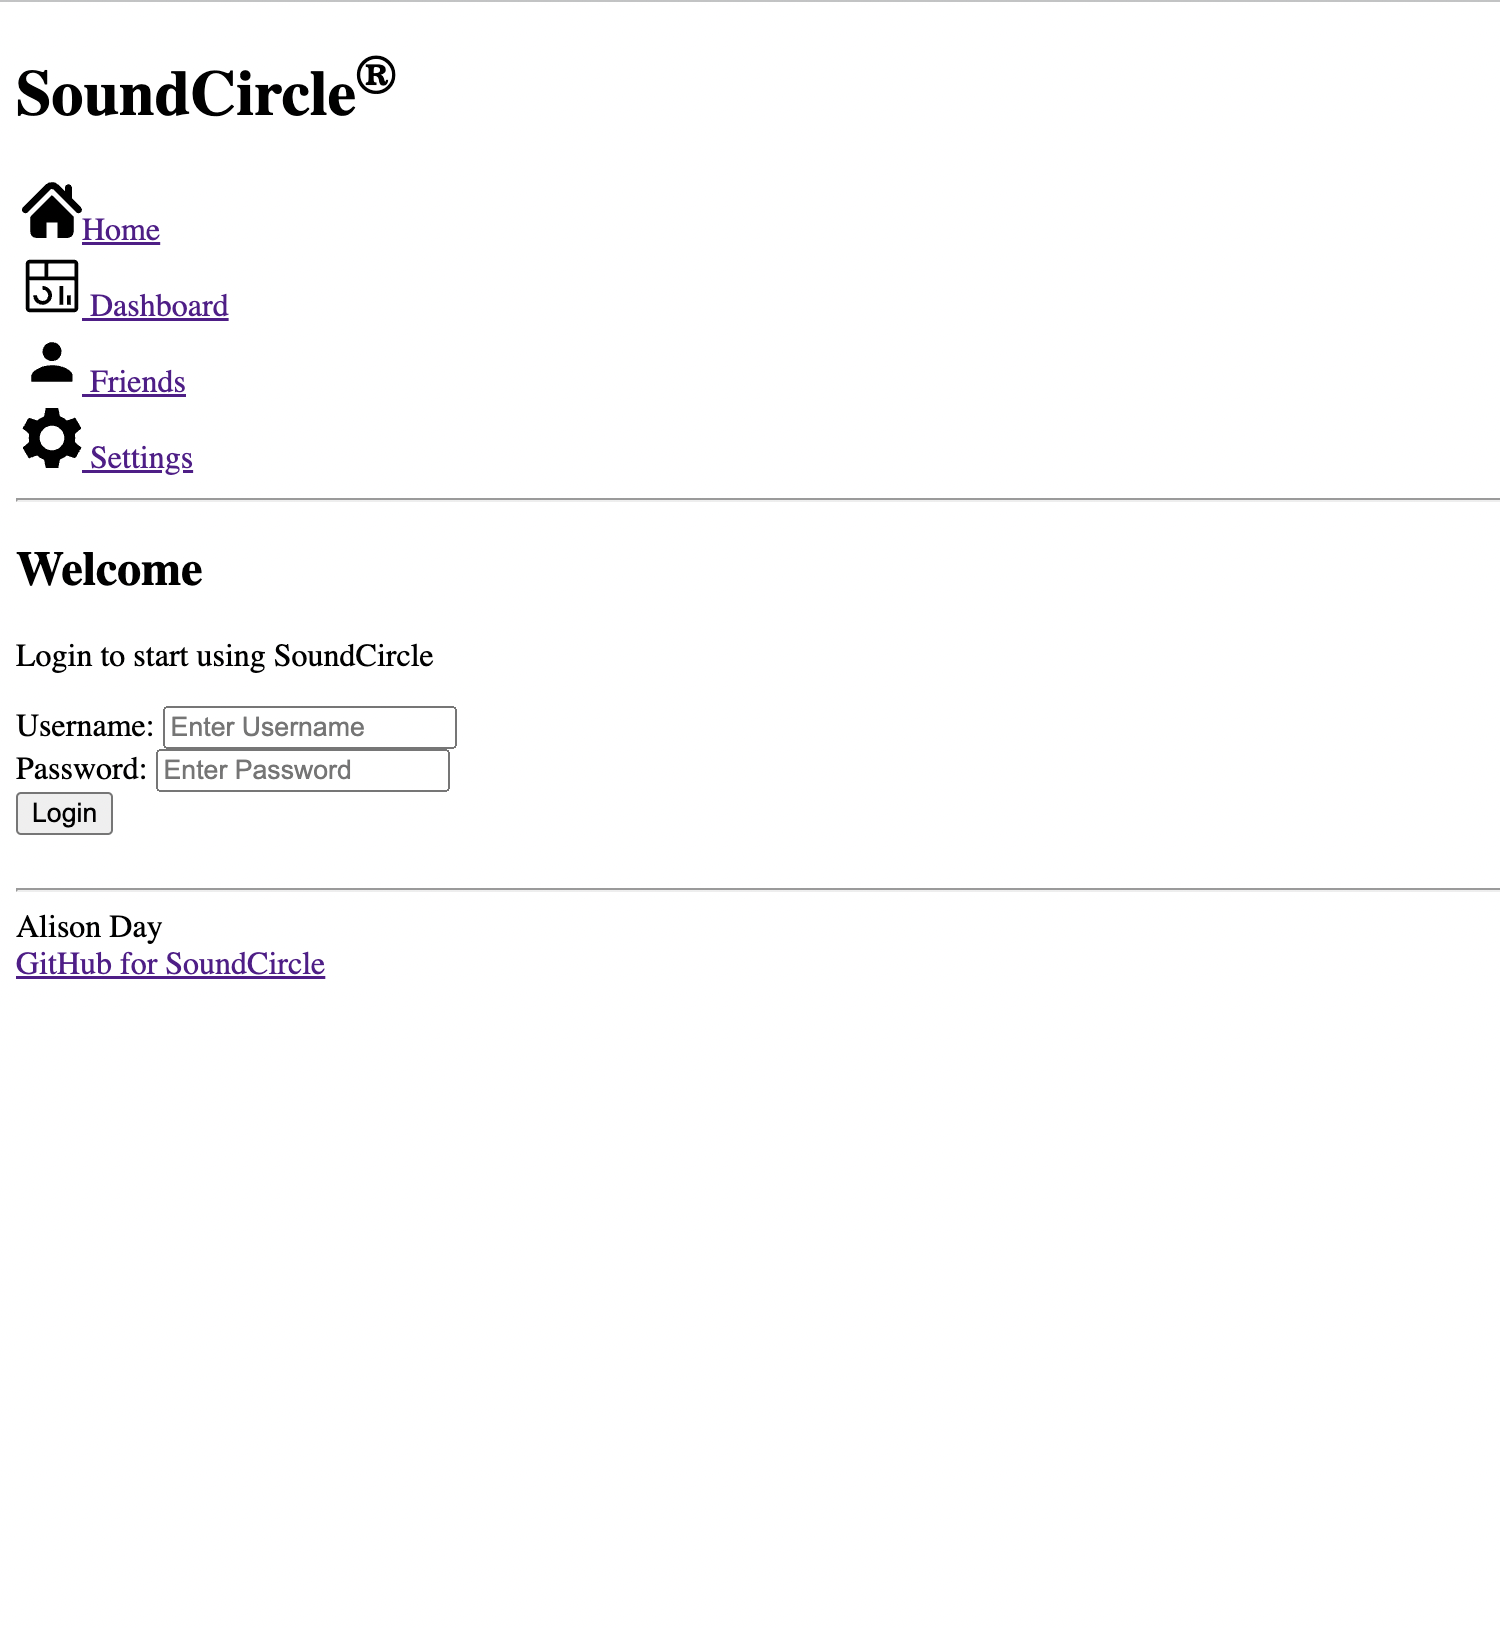 SoundCircle®
Home
Dashboard
Friends
Settings
Welcome
Login to start using SoundCircle
Username: Enter Username
Password: Enter Password
Login
Alison Day
GitHub for SoundCircle